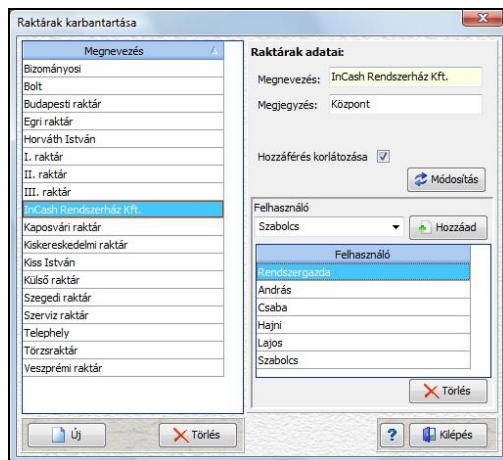 Raktárak karbantartása
Megnevezés
Bizományosi
Bolt
Budapesti raktár
Egri raktár
Horváth István
I. raktár
II. raktár
III. raktár
InCash Rendszerház Kft.
Kaposvári raktár
Kiskereskedelmi raktár
Kiss István
Külső raktár
Szegedi raktár
Szerviz raktár
Telephely
Törzsraktár
Veszprémi raktár
Új
Törlés
Raktárak adatai:
Megnevezés: InCash Rendszerház Kft.
Megjegyzés: Központ
Hozzáférés korlátozása
Módosítás
Felhasználó
Szabolcs
Hozzáad
Felhasználó
Rendszergazda
András
Csaba
Hajni
Lajos
Szabolcs
Törlés
? Kilépés